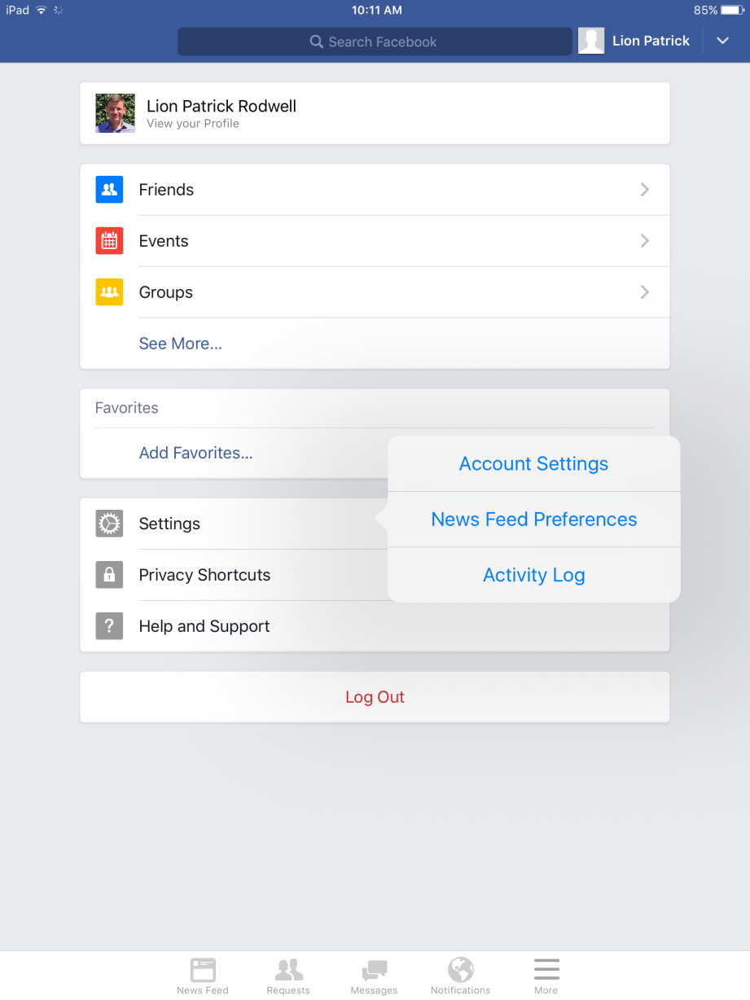 iPad 10:11 AM 85%
Search Facebook Lion Patrick
Lion Patrick Rodwell
View your Profile
Friends
Events
Groups
See More...
Favorites
Add Favorites...
Account Settings
News Feed Preferences
Activity Log
Settings
Privacy Shortcuts
? Help and Support
Log Out
News Feed Requests Messages Notifications More